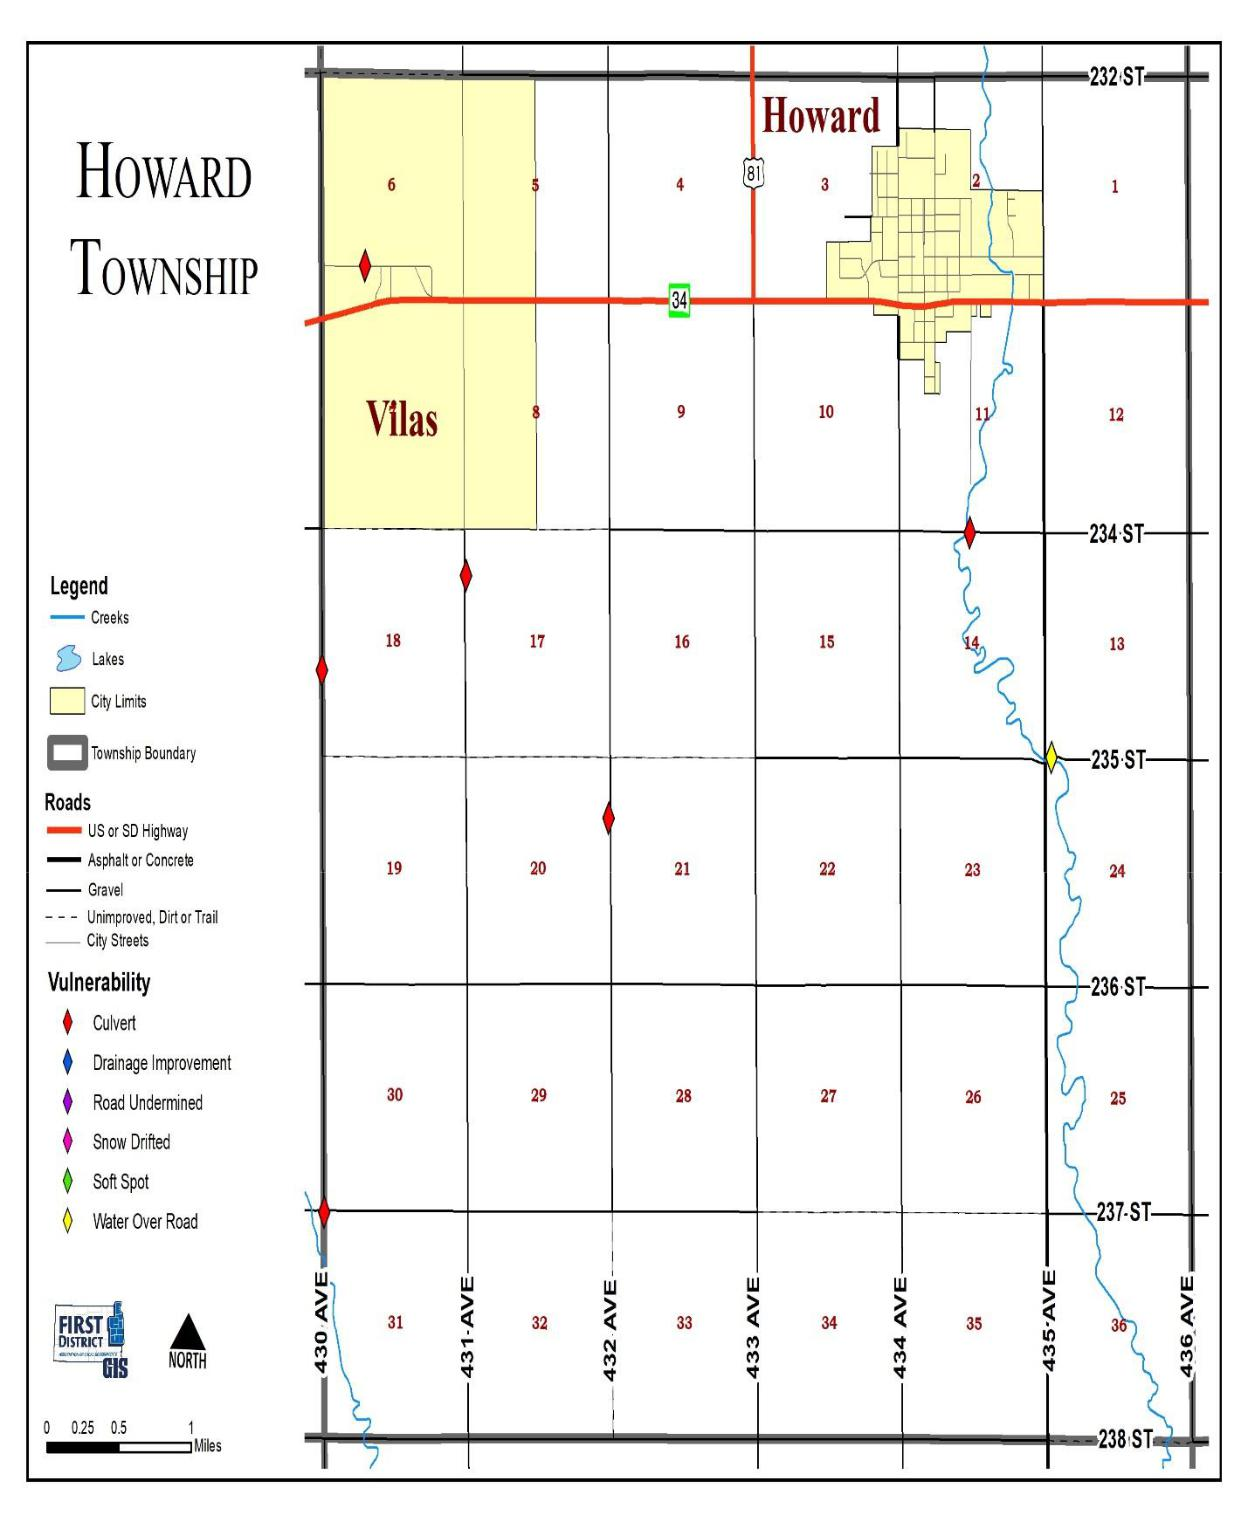 HOWARD
TOWNSHIP
Howard
Vilas
81
34
232 ST
234 ST
235 ST
236 ST
237 ST
238 ST
6
5
4
3
2
1
8
9
10
11
12
18
17
16
15
14
13
19
20
21
22
23
24
30
29
28
27
26
25
31
32
33
34
35
36
430 AVE
431 AVE
432 AVE
433 AVE
434 AVE
435 AVE
436 AVE
Legend
Creeks
Lakes
City Limits
Township Boundary
Roads
US or SD Highway
Asphalt or Concrete
Gravel
Unimproved, Dirt or Trail
City Streets
Vulnerability
Culvert
Drainage Improvement
Road Undermined
Snow Drifted
Soft Spot
Water Over Road
FIRST
DISTRICT
GIS
NORTH
0 0.25 0.5 1
Miles